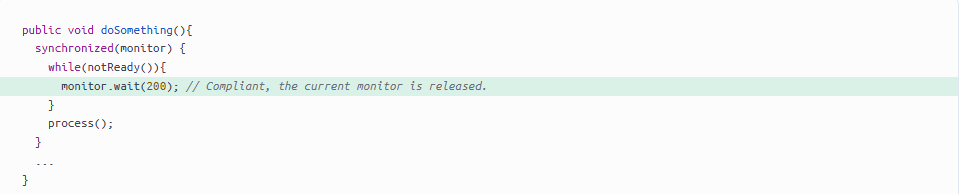 public void doSomething(){
  synchronized(monitor) {
    while(notReady()){
      monitor.wait(200); // Compliant, the current monitor is released.
    }
    process();
  }
  ...
}